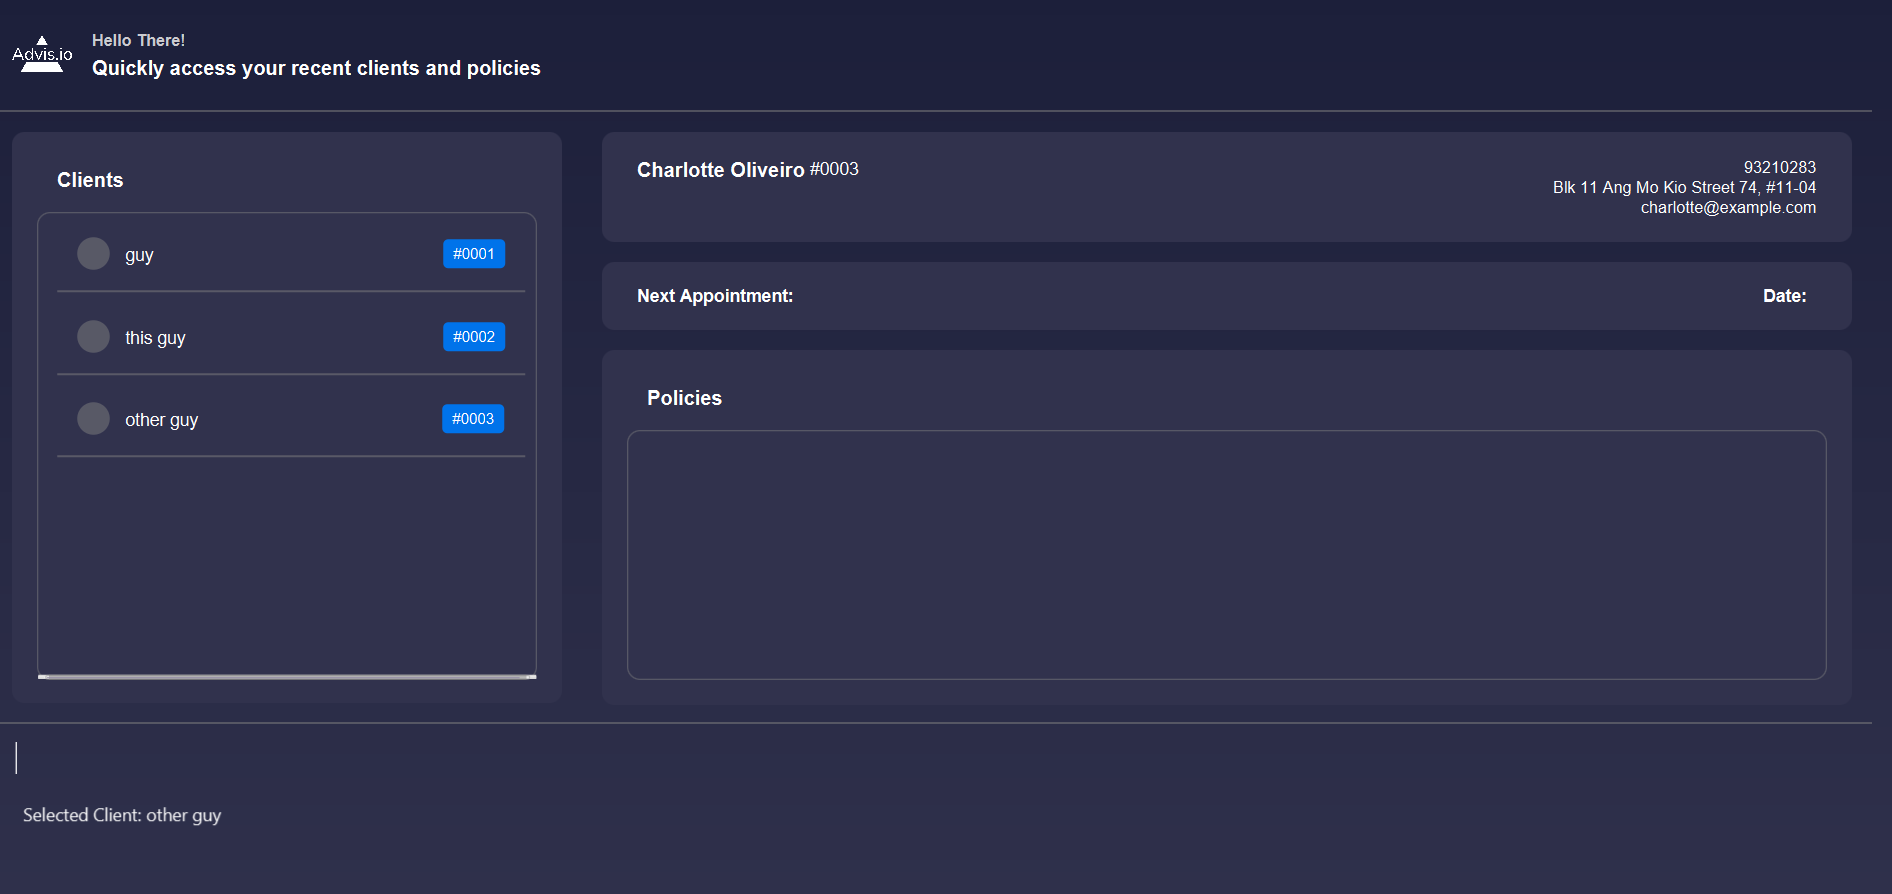 Advis.io
Hello There!
Quickly access your recent clients and policies
Clients
guy #0001
this guy #0002
other guy #0003
Charlotte Oliveiro #0003
93210283
Blk 11 Ang Mo Kio Street 74, #11-04
charlotte@example.com
Next Appointment: Date:
Policies
Selected Client: other guy